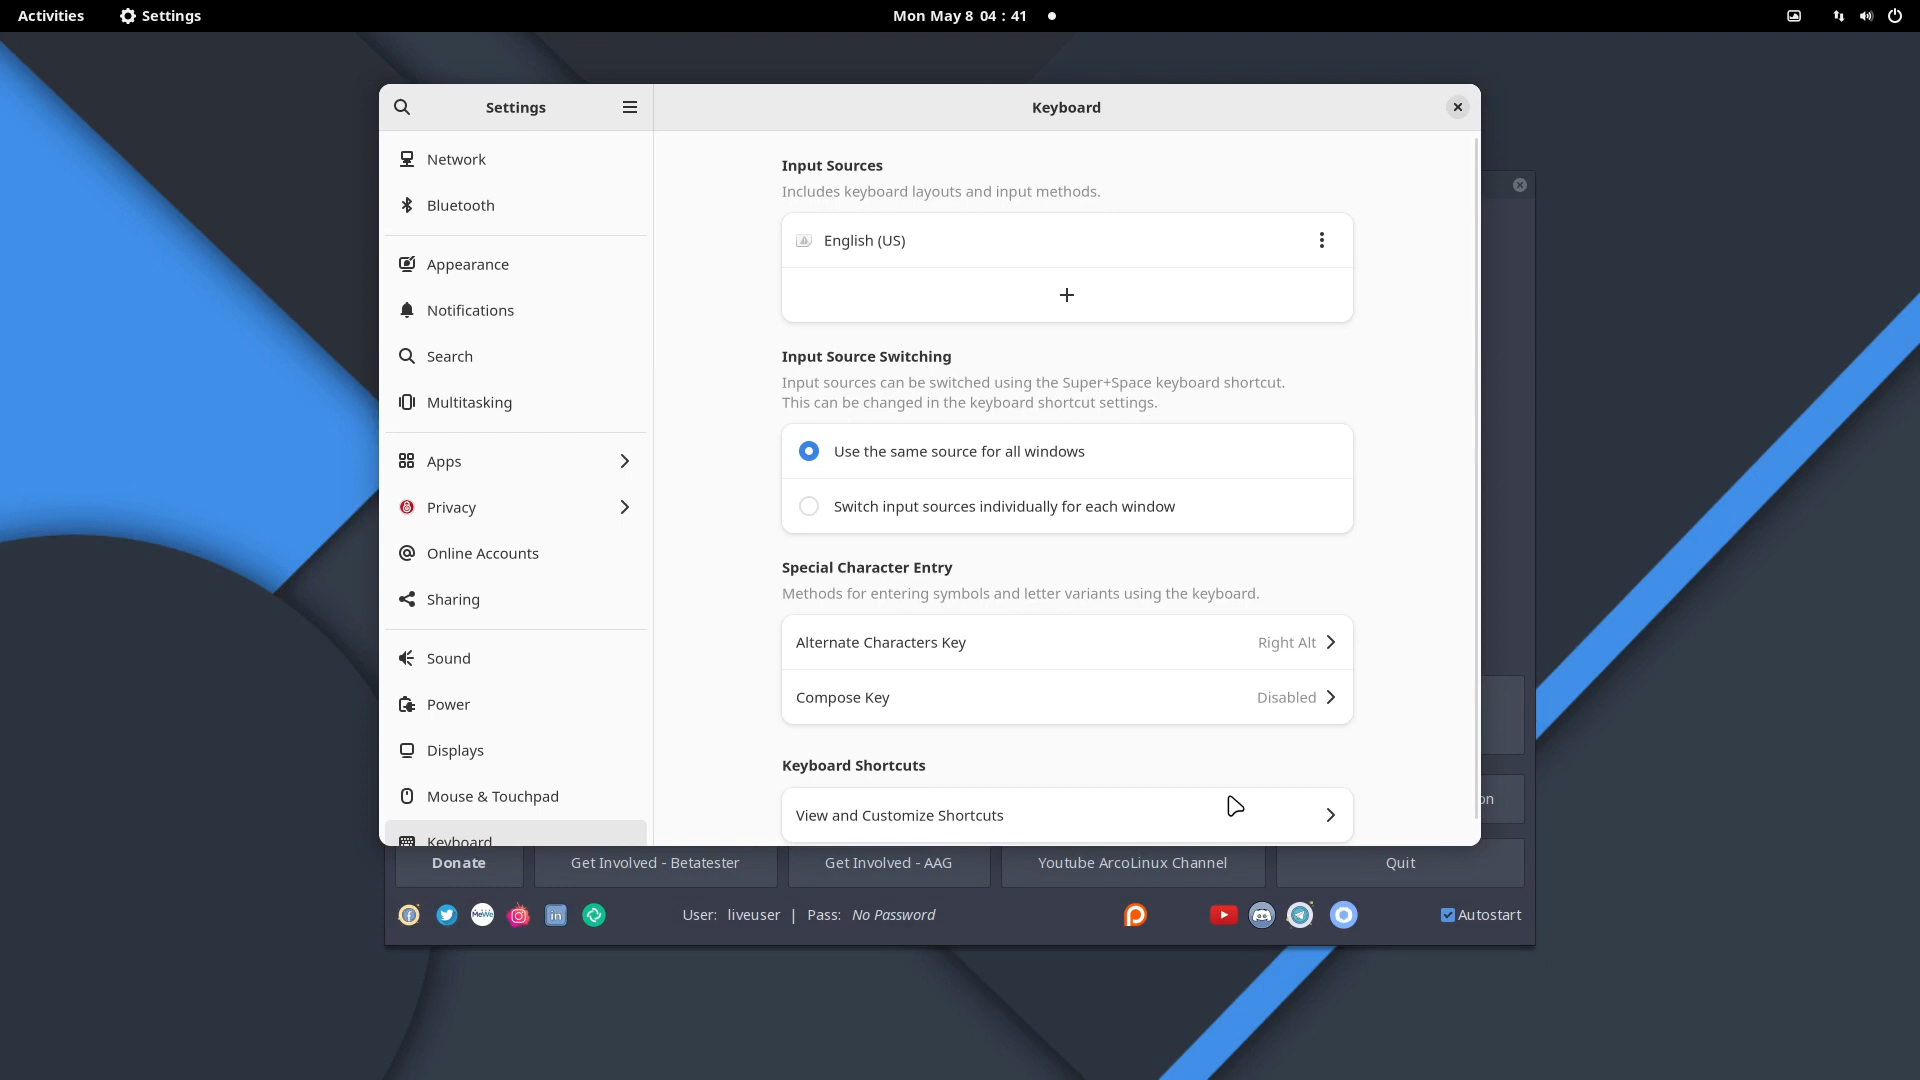 Activities
Settings
Mon May 8 04 : 41
Settings
Keyboard
Network
Bluetooth
Appearance
Notifications
Search
Multitasking
Apps
Privacy
Online Accounts
Sharing
Sound
Power
Displays
Mouse & Touchpad
Keyboard
Input Sources
Includes keyboard layouts and input methods.
English (US)
Input Source Switching
Input sources can be switched using the Super+Space keyboard shortcut.
This can be changed in the keyboard shortcut settings.
Use the same source for all windows
Switch input sources individually for each window
Special Character Entry
Methods for entering symbols and letter variants using the keyboard.
Alternate Characters Key Right Alt
Compose Key Disabled
Keyboard Shortcuts
View and Customize Shortcuts
on
Donate
Get Involved - Betatester
Get Involved - AAG
Youtube ArcoLinux Channel
Quit
MeWe
in
User: liveuser | Pass: No Password
Autostart